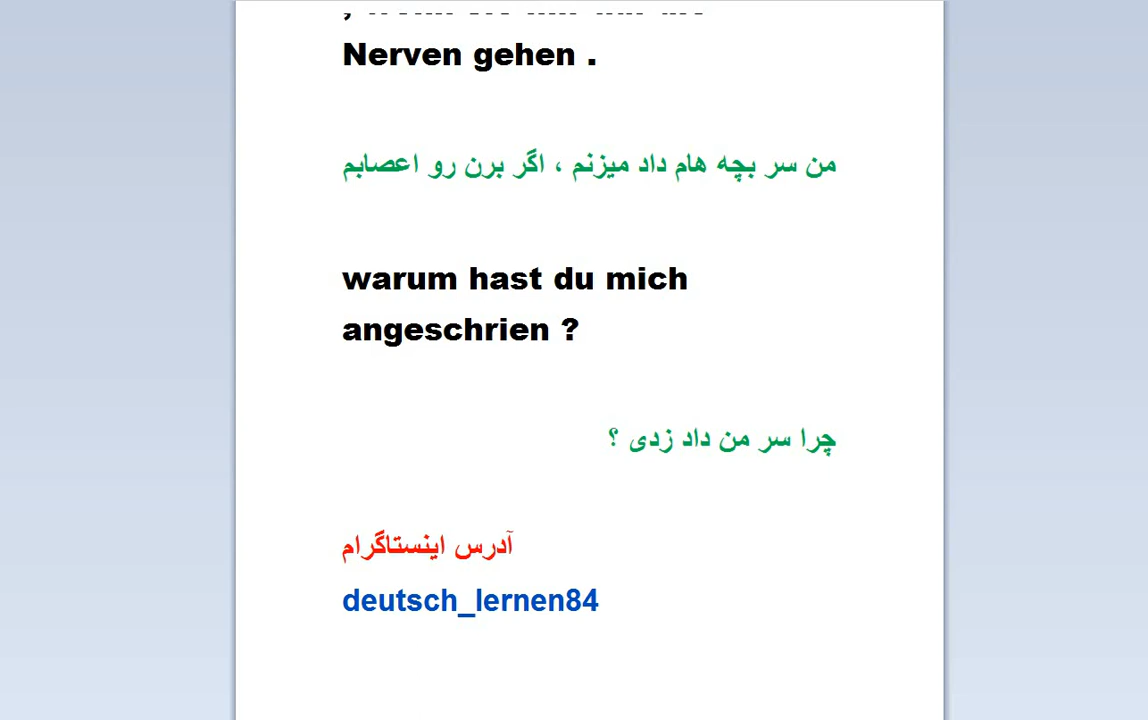 Nerven gehen .
من سر بچه هام داد میزنم ، اگر برن رو اعصابم
warum hast du mich
angeschrien ?
چرا سر من داد زدی ؟
آدرس اینستاگرام
deutsch_lernen84